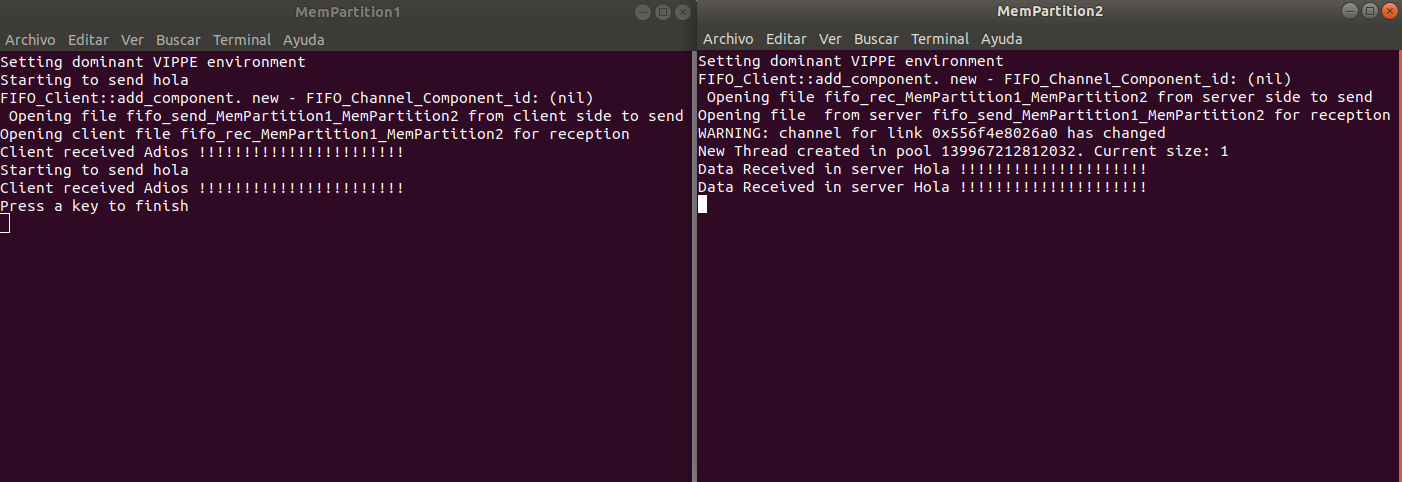 MemPartition1
Archivo Editar Ver Buscar Terminal Ayuda
Setting dominant VIPPE environment
Starting to send hola
FIFO_Client::add_component. new - FIFO_Channel_Component_id: (nil)
 Opening file fifo_send_MemPartition1_MemPartition2 from client side to send
Opening client file fifo_rec_MemPartition1_MemPartition2 for reception
Client received Adios !!!!!!!!!!!!!!!!!!!!!!!
Starting to send hola
Client received Adios !!!!!!!!!!!!!!!!!!!!!!!
Press a key to finish
MemPartition2
Archivo Editar Ver Buscar Terminal Ayuda
Setting dominant VIPPE environment
FIFO_Client::add_component. new - FIFO_Channel_Component_id: (nil)
 Opening file fifo_rec_MemPartition1_MemPartition2 from server side to send
Opening file  from server fifo_send_MemPartition1_MemPartition2 for reception
WARNING: channel for link 0x556f4e8026a0 has changed
New Thread created in pool 139967212812032. Current size: 1
Data Received in server Hola !!!!!!!!!!!!!!!!!!!!!
Data Received in server Hola !!!!!!!!!!!!!!!!!!!!!